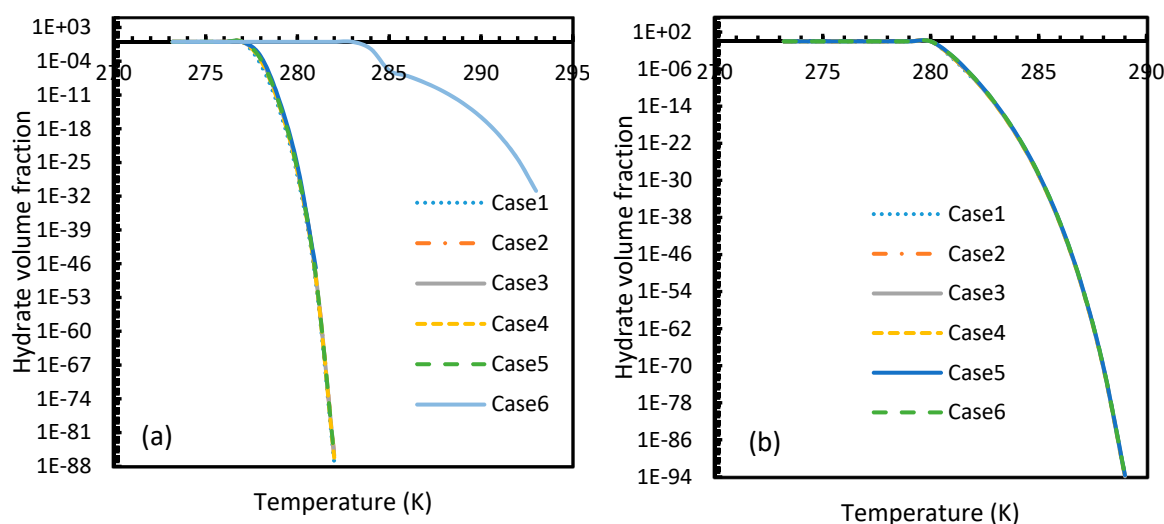 1E+03
1E-04
1E-11
1E-18
1E-25
1E-32
1E-39
1E-46
1E-53
1E-60
1E-67
1E-74
1E-81
1E-88
270 275 280 285 290 295
Hydrate volume fraction
Case1
Case2
Case3
Case4
Case5
Case6
(a)
Temperature (K)
1E+02
1E-06
1E-14
1E-22
1E-30
1E-38
1E-46
1E-54
1E-62
1E-70
1E-78
1E-86
1E-94
270 275 280 285 290
Hydrate volume fraction
Case1
Case2
Case3
Case4
Case5
Case6
(b)
Temperature (K)